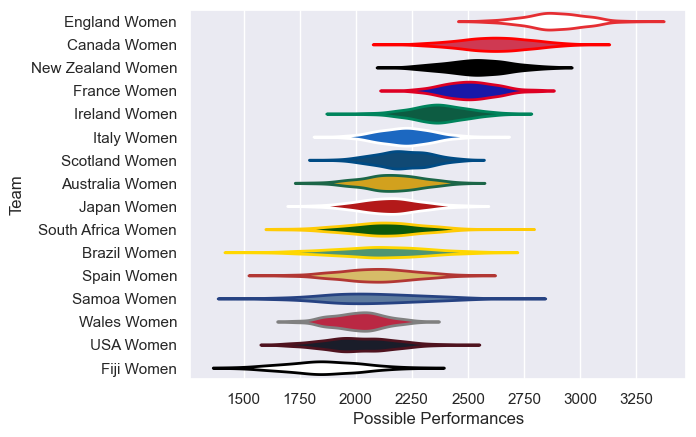 Team
England Women
Canada Women
New Zealand Women
France Women
Ireland Women
Italy Women
Scotland Women
Australia Women
Japan Women
South Africa Women
Brazil Women
Spain Women
Samoa Women
Wales Women
USA Women
Fiji Women
1500 1750 2000 2250 2500 2750 3000 3250
Possible Performances